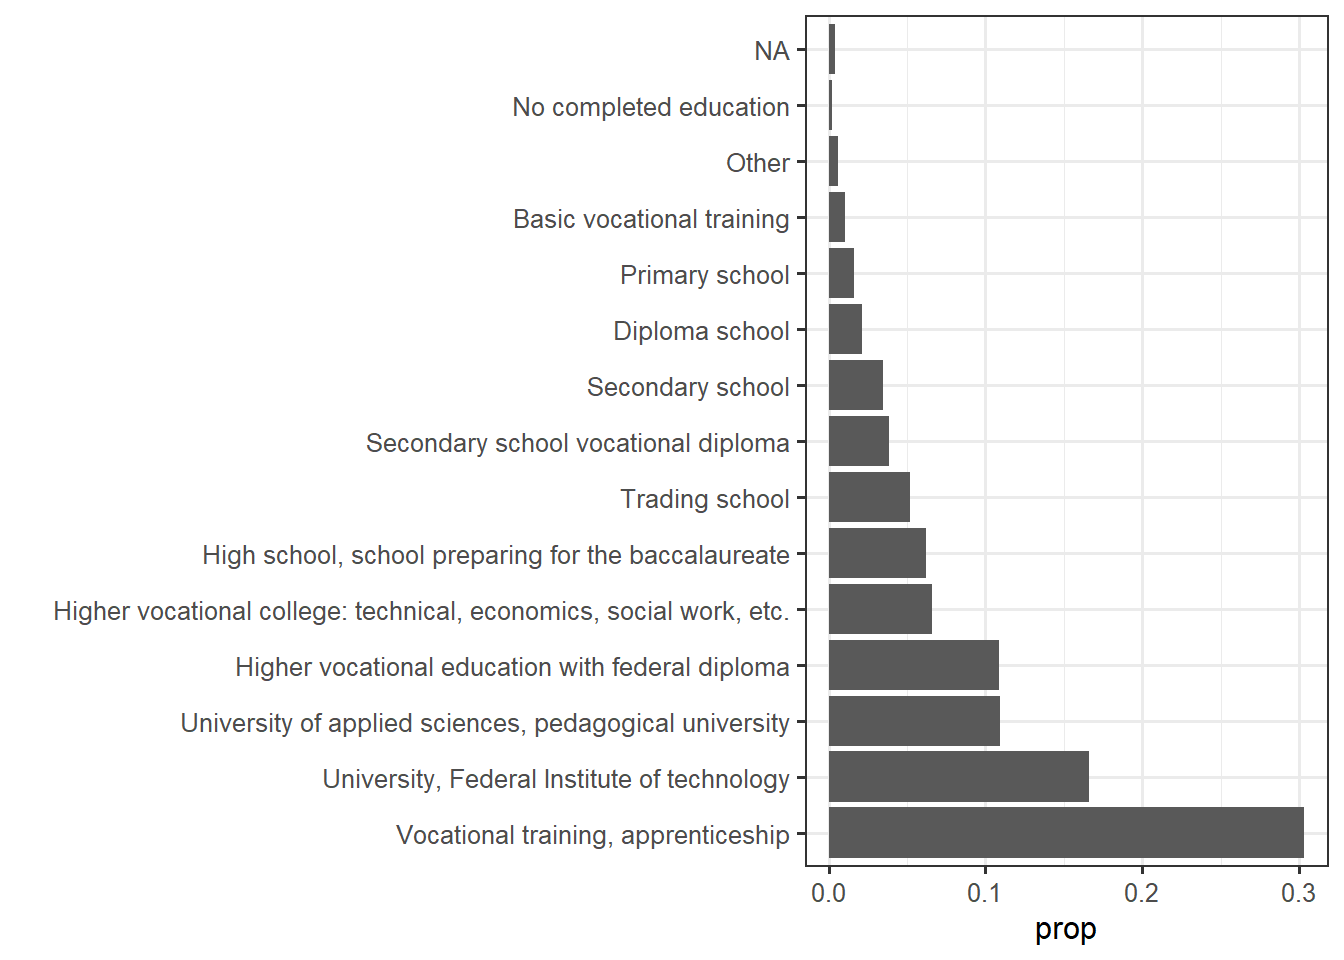 NA
No completed education
Other
Basic vocational training
Primary school
Diploma school
Secondary school
Secondary school vocational diploma
Trading school
High school, school preparing for the baccalaureate
Higher vocational college: technical, economics, social work, etc.
Higher vocational education with federal diploma
University of applied sciences, pedagogical university
University, Federal Institute of technology
Vocational training, apprenticeship
0.0 0.1 0.2 0.3
prop